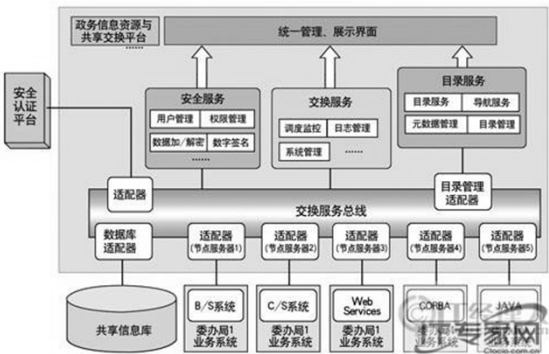 政务信息资源与
共享交换平台 ……
统一管理、展示界面
安全
认证
平台
安全服务
用户管理
权限管理
数据加/解密
数字签名
……
交换服务
调度监控
日志管理
系统管理
……
目录服务
目录服务
导航服务
元数据管理
目录管理
适配器
目录管理
适配器
交换服务总线
数据库
适配器
适配器
(节点服务器1)
适配器
(节点服务器2)
适配器
(节点服务器3)
适配器
(节点服务器4)
适配器
(节点服务器5)
共享信息库
B/S系统
委办局1
业务系统
C/S系统
委办局1
业务系统
Web
Services
委办局1
业务系统
CORBA
JAVA
专家网
Ctocio.com.cn